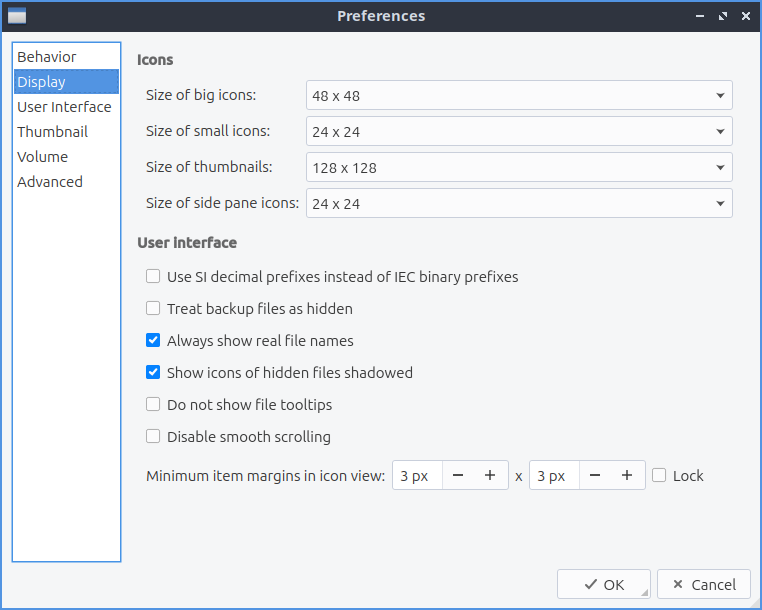 Preferences
Behavior
Display
User Interface
Thumbnail
Volume
Advanced
Icons
Size of big icons: 48 x 48
Size of small icons: 24 x 24
Size of thumbnails: 128 x 128
Size of side pane icons: 24 x 24
User interface
Use SI decimal prefixes instead of IEC binary prefixes
Treat backup files as hidden
Always show real file names
Show icons of hidden files shadowed
Do not show file tooltips
Disable smooth scrolling
Minimum item margins in icon view: 3 px − + x 3 px − + Lock
OK Cancel